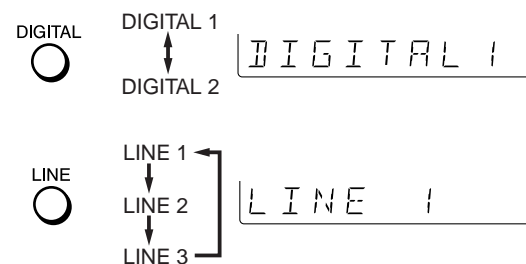 DIGITAL
DIGITAL 1
DIGITAL 2
DIGITAL 1
LINE
LINE 1
LINE 2
LINE 3
LINE 1